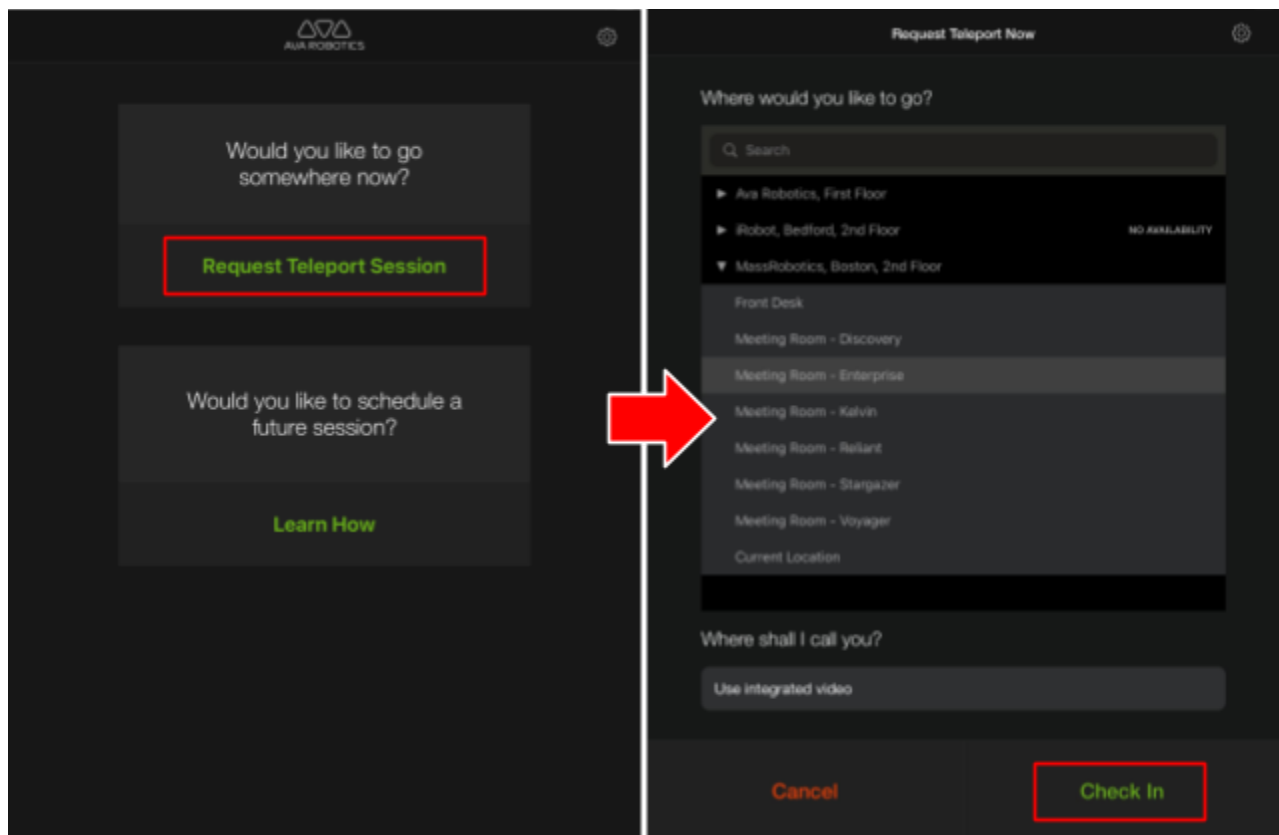 AVA ROBOTICS
Would you like to go
somewhere now?
Request Teleport Session
Would you like to schedule a
future session?
Learn How
Request Teleport Now
Where would you like to go?
Search
Ava Robotics, First Floor
iRobot, Bedford, 2nd Floor NO AVAILABILITY
MassRobotics, Boston, 2nd Floor
Front Desk
Meeting Room - Discovery
Meeting Room - Enterprise
Meeting Room - Kelvin
Meeting Room - Reliant
Meeting Room - Stargazer
Meeting Room - Voyager
Current Location
Where shall I call you?
Use integrated video
Cancel
Check In